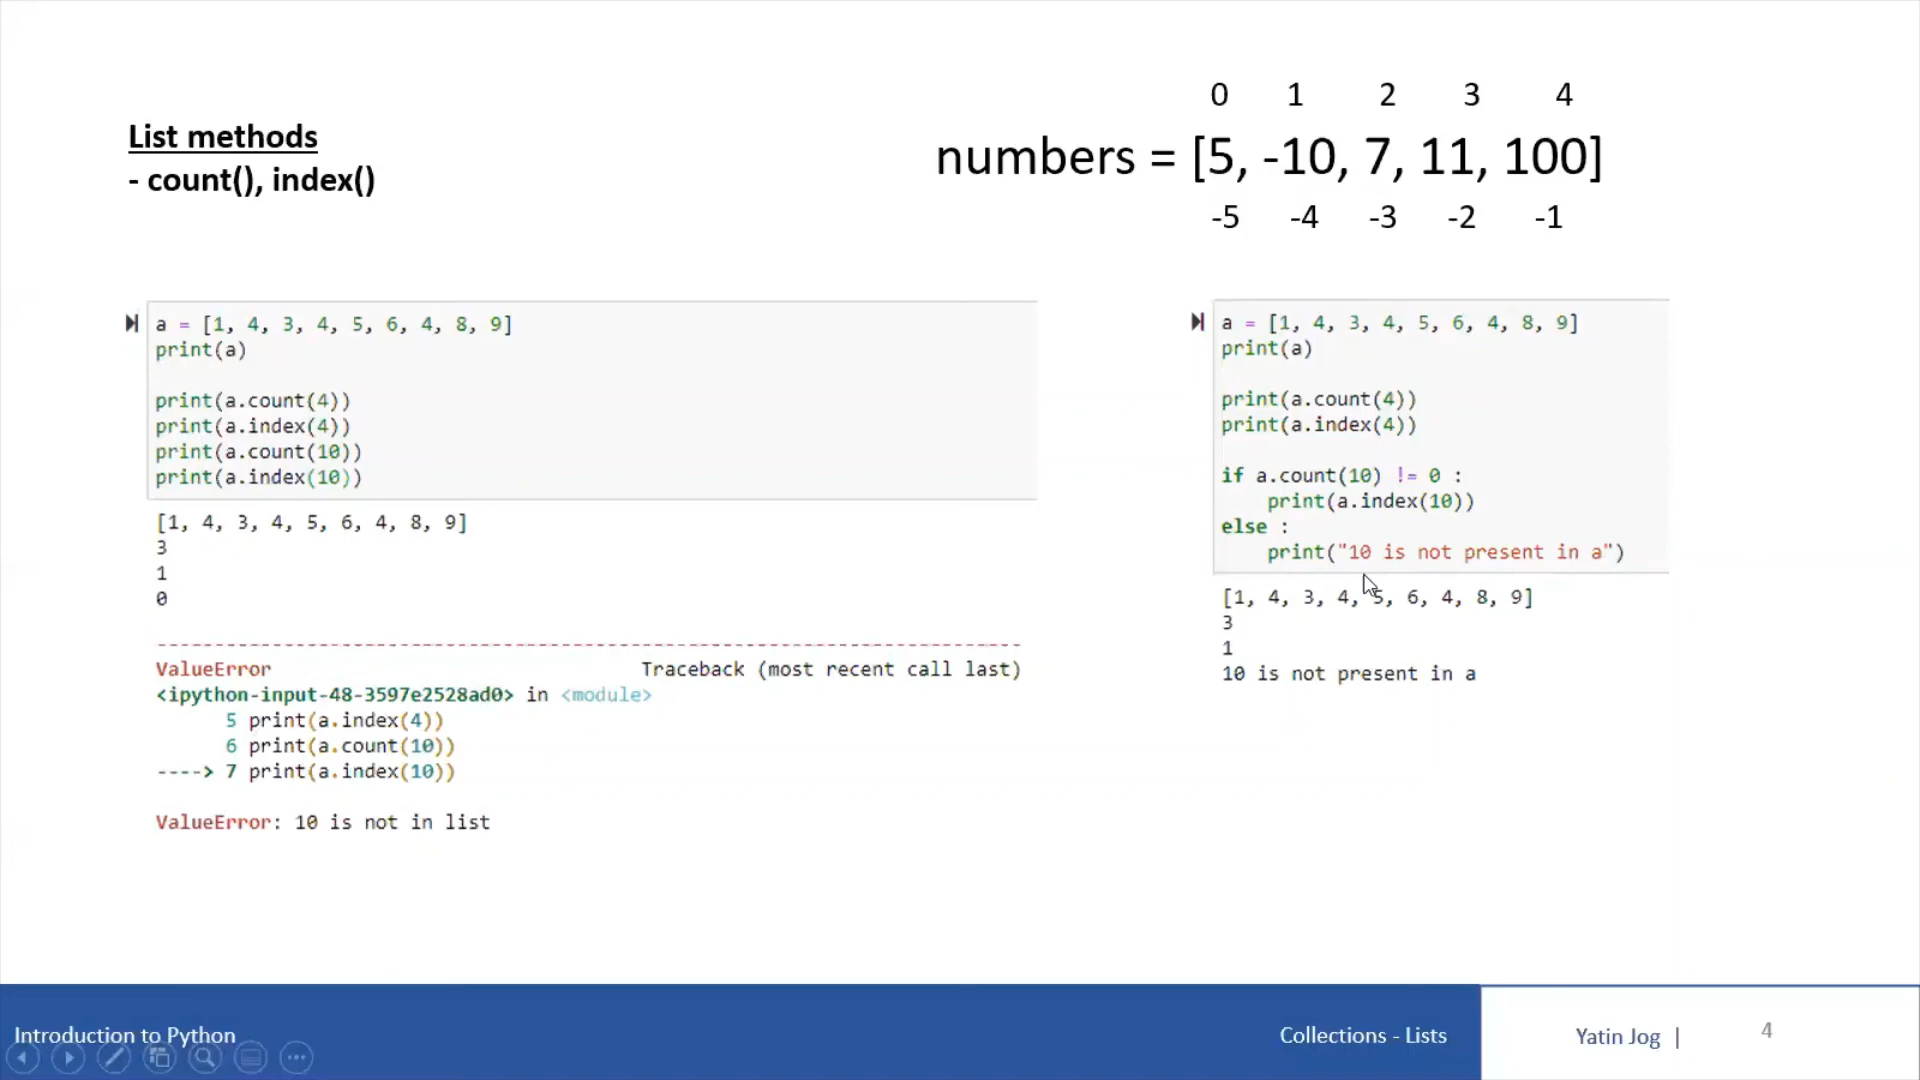 List methods
- count(), index()
0 1 2 3 4
numbers = [5, -10, 7, 11, 100]
-5 -4 -3 -2 -1
a = [1, 4, 3, 4, 5, 6, 4, 8, 9]
print(a)
print(a.count(4))
print(a.index(4))
print(a.count(10))
print(a.index(10))
[1, 4, 3, 4, 5, 6, 4, 8, 9]
3
1
0
---------------------------------------------------------------------------
ValueError Traceback (most recent call last)
<ipython-input-48-3597e2528ad0> in <module>
5 print(a.index(4))
6 print(a.count(10))
----> 7 print(a.index(10))
ValueError: 10 is not in list
a = [1, 4, 3, 4, 5, 6, 4, 8, 9]
print(a)
print(a.count(4))
print(a.index(4))
if a.count(10) != 0 :
print(a.index(10))
else :
print("10 is not present in a")
[1, 4, 3, 4, 5, 6, 4, 8, 9]
3
1
10 is not present in a
Introduction to Python
Collections - Lists
Yatin Jog |
4